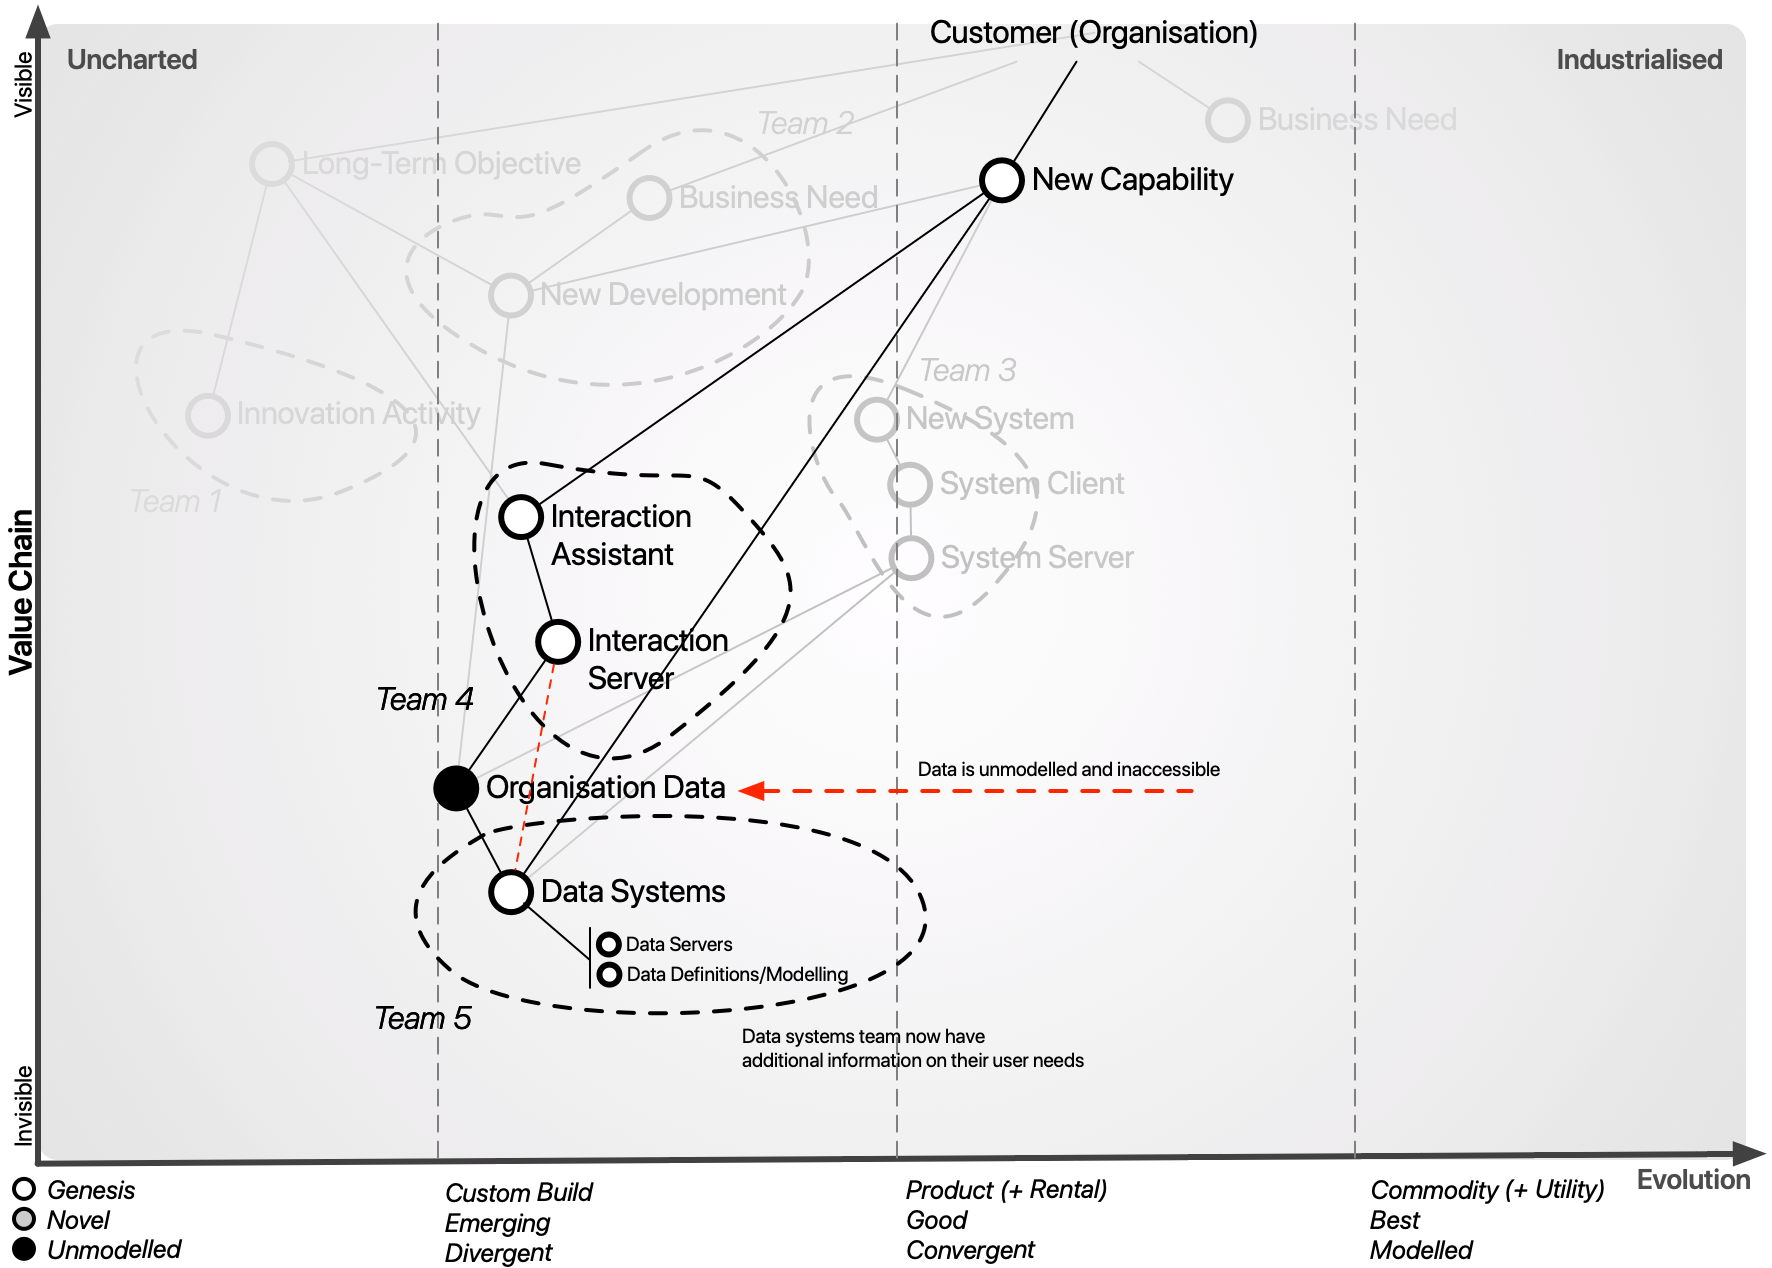 Customer (Organisation)
Uncharted
Industrialised
Visible
Team 2
Business Need
Long-Term Objective
New Capability
Business Need
New Development
Team 3
Innovation Activity
New System
Team 1
System Client
Interaction
Assistant
System Server
Value Chain
Interaction
Server
Team 4
Data is unmodelled and inaccessible
Organisation Data
Data Systems
Data Servers
Data Definitions/Modelling
Team 5
Data systems team now have
additional information on their user needs
Invisible
Evolution
Genesis
Novel
Unmodelled
Custom Build
Emerging
Divergent
Product (+ Rental)
Good
Convergent
Commodity (+ Utility)
Best
Modelled